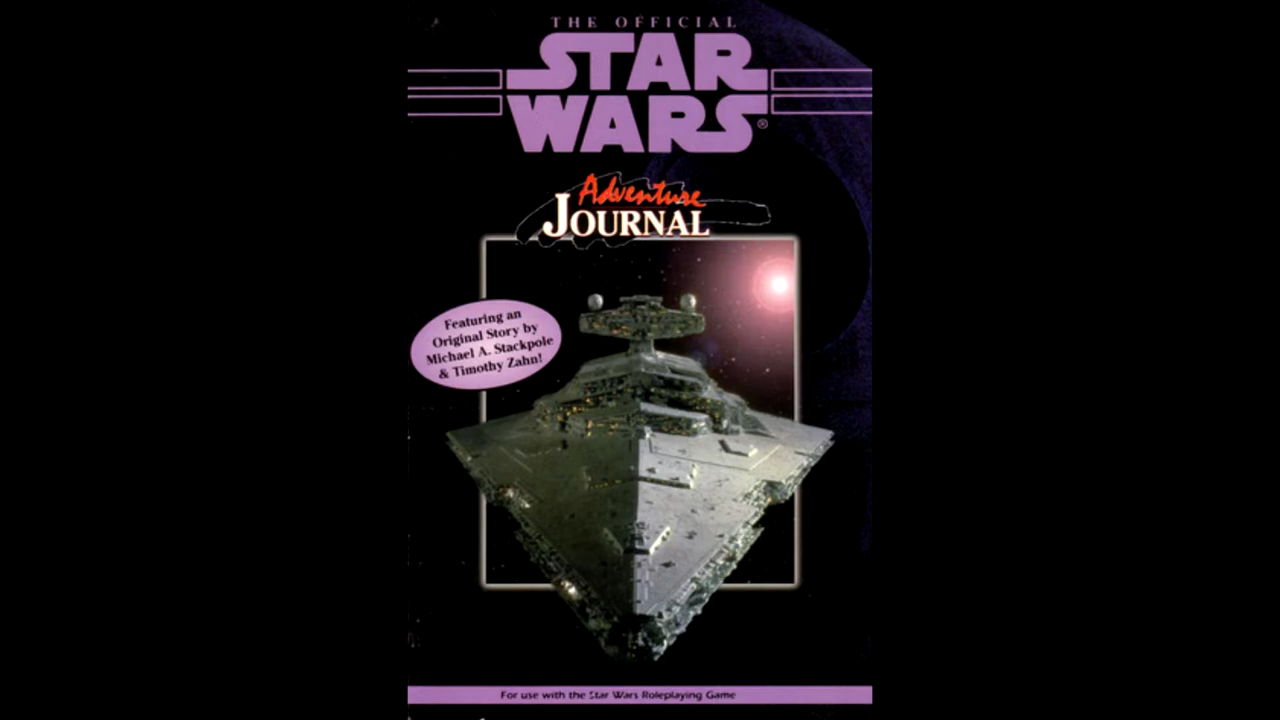 THE OFFICIAL
STAR
WARS®
Adventure
JOURNAL
Featuring an
Original Story by
Michael A. Stackpole
& Timothy Zahn!
For use with the Star Wars Roleplaying Game